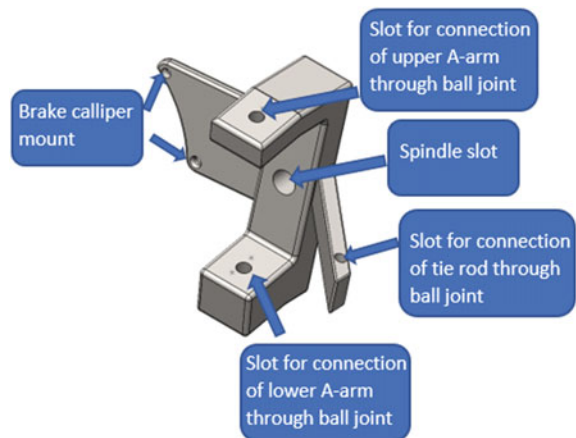 Slot for connection
of upper A-arm
through ball joint
Brake calliper
mount
Spindle slot
Slot for connection
of tie rod through
ball joint
Slot for connection
of lower A-arm
through ball joint